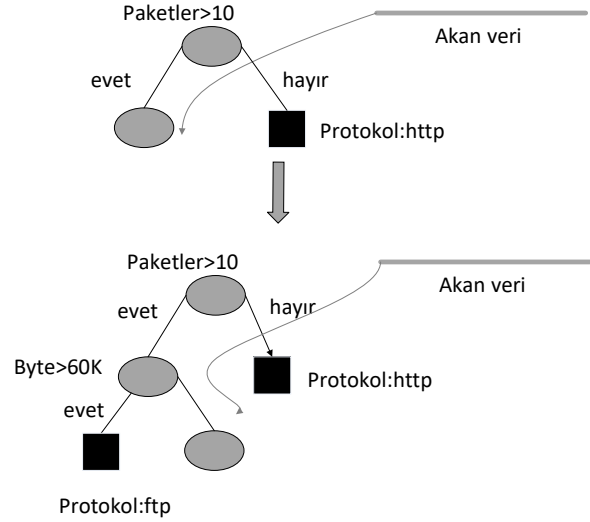 Paketler>10
Akan veri
evet
hayır
Protokol:http
Paketler>10
Akan veri
evet
hayır
Byte>60K
Protokol:http
evet
Protokol:ftp